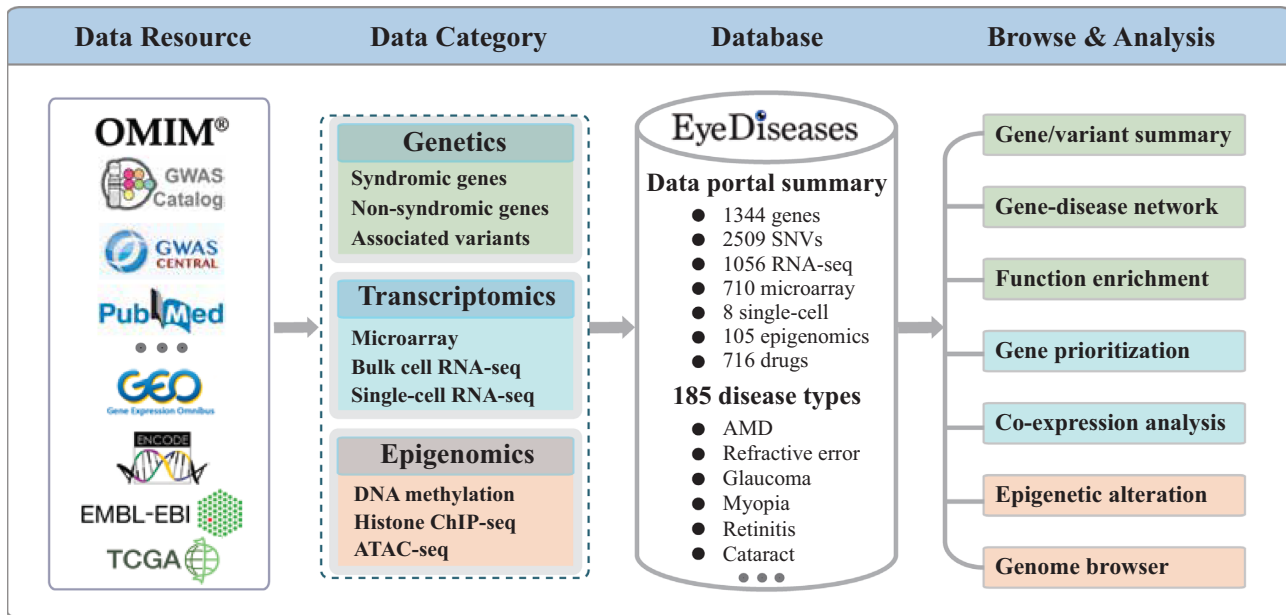 Data Resource
Data Category
Database
Browse & Analysis
OMIM®
GWAS
Catalog
GWAS
CENTRAL
PubMed
GEO
Gene Expression Omnibus
ENCODE
EMBL-EBI
TCGA
Genetics
Syndromic genes
Non-syndromic genes
Associated variants
Transcriptomics
Microarray
Bulk cell RNA-seq
Single-cell RNA-seq
Epigenomics
DNA methylation
Histone ChIP-seq
ATAC-seq
EyeDiseases
Data portal summary
● 1344 genes
● 2509 SNVs
● 1056 RNA-seq
● 710 microarray
● 8 single-cell
● 105 epigenomics
● 716 drugs
185 disease types
● AMD
● Refractive error
● Glaucoma
● Myopia
● Retinitis
● Cataract
Gene/variant summary
Gene-disease network
Function enrichment
Gene prioritization
Co-expression analysis
Epigenetic alteration
Genome browser